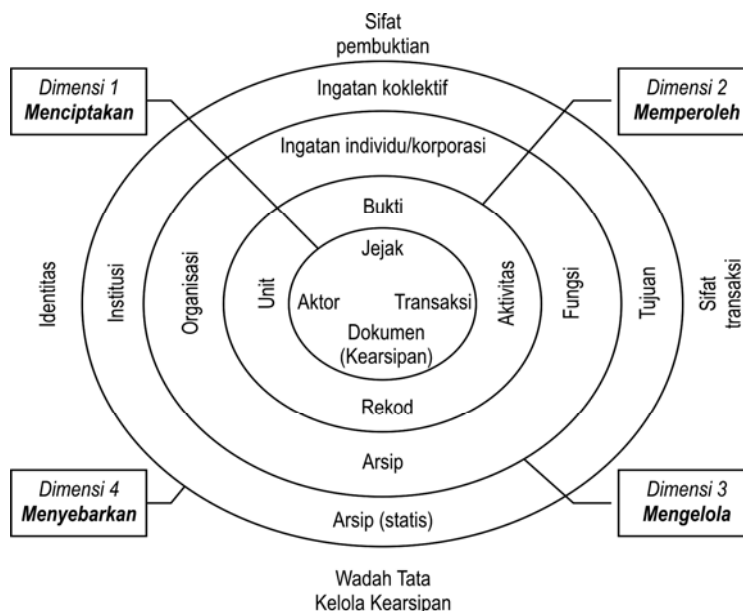 Sifat
pembuktian
Dimensi 1
Menciptakan
Ingatan koklektif
Dimensi 2
Memperoleh
Ingatan individu/korporasi
Bukti
Jejak
Identitas
Institusi
Organisasi
Unit
Aktor
Transaksi
Aktivitas
Fungsi
Tujuan
Sifat
transaksi
Dokumen
(Kearsipan)
Rekod
Arsip
Dimensi 4
Menyebarkan
Dimensi 3
Mengelola
Arsip (statis)
Wadah Tata
Kelola Kearsipan